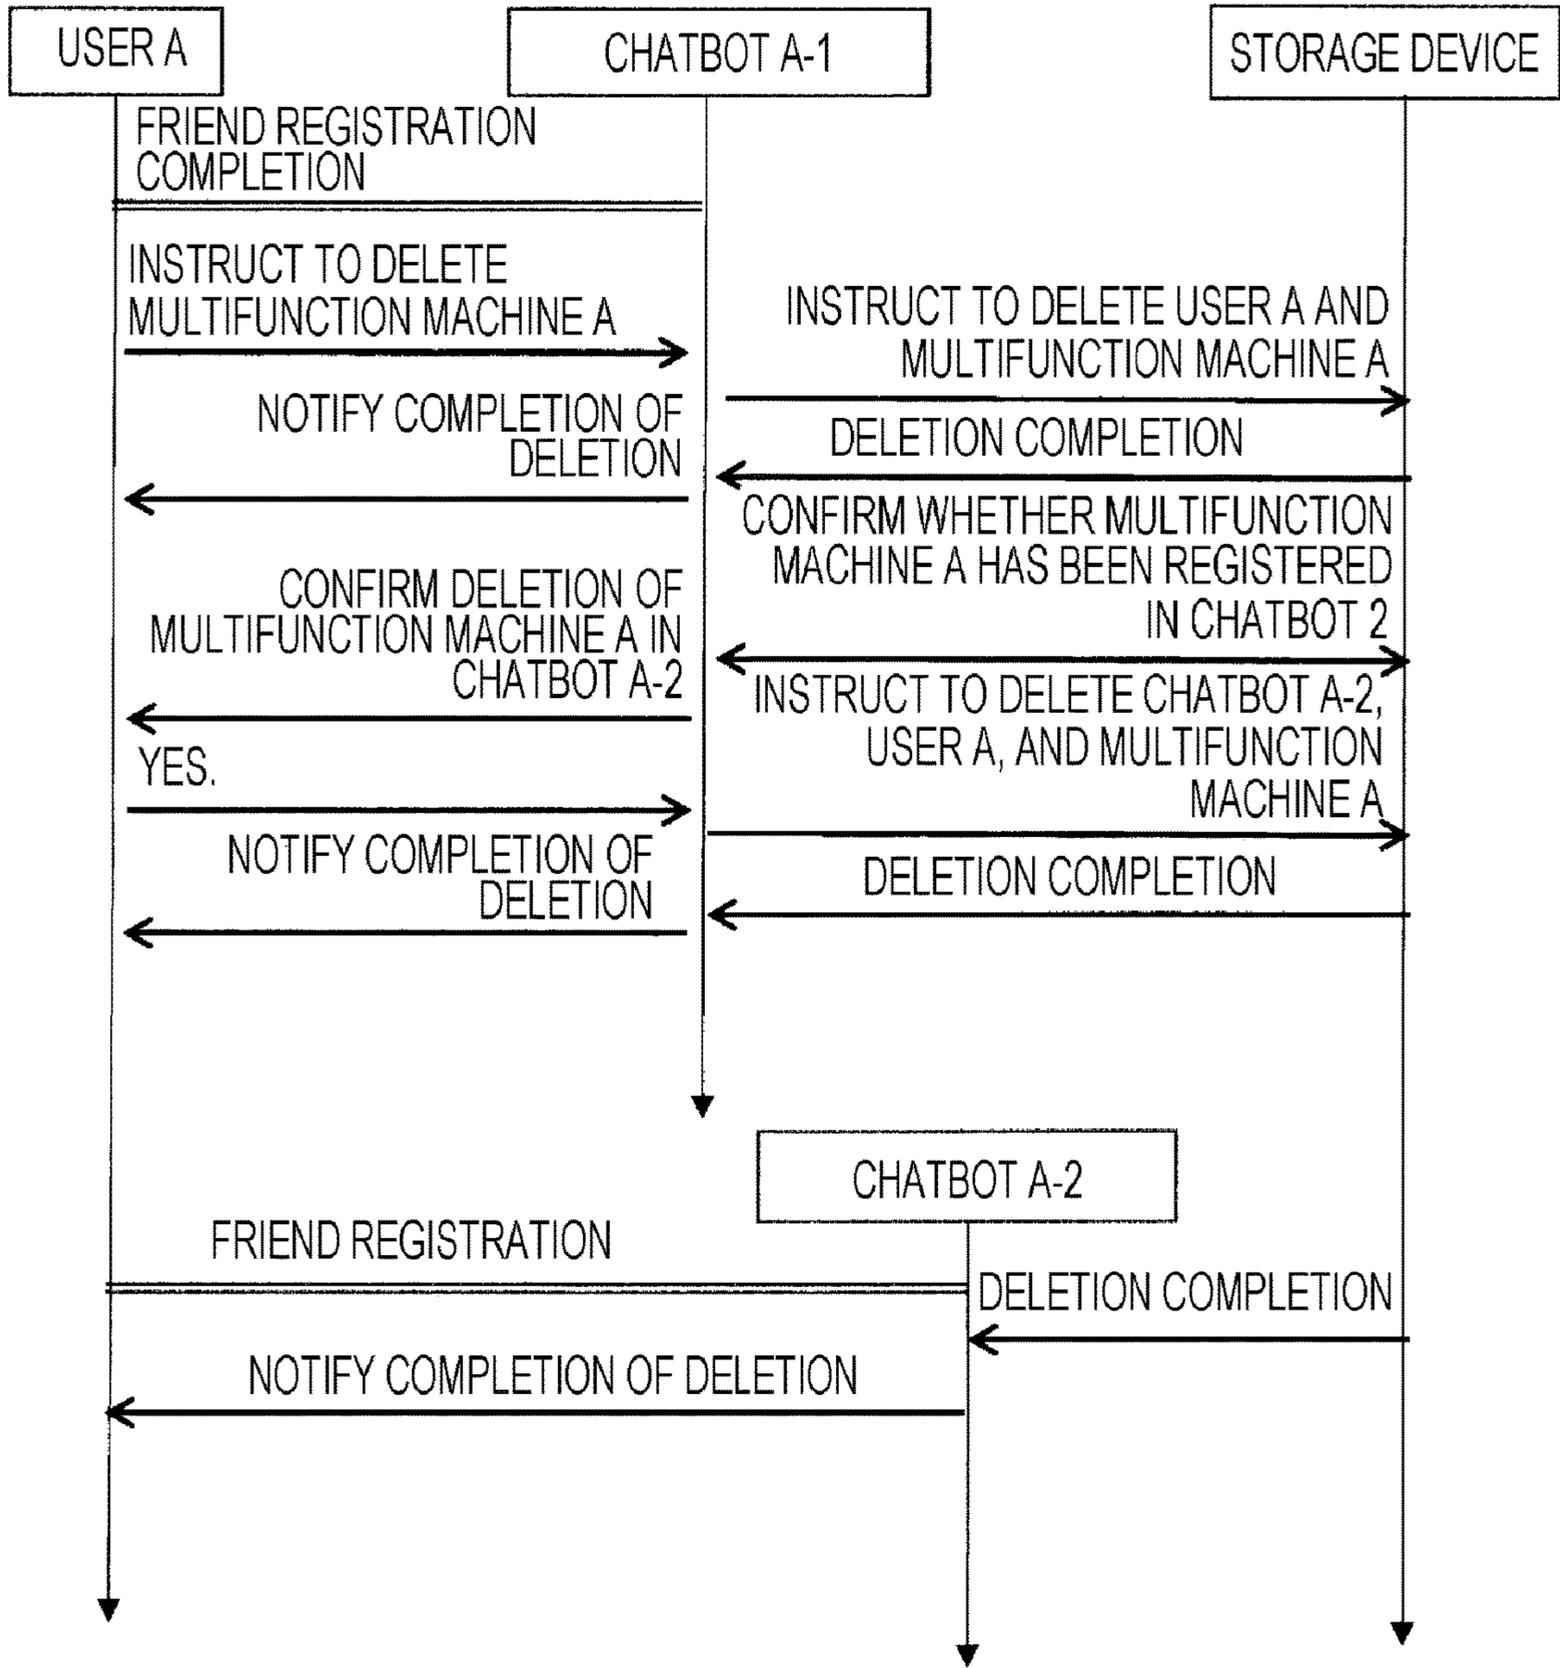 USER A
CHATBOT A-1
STORAGE DEVICE
FRIEND REGISTRATION
COMPLETION
INSTRUCT TO DELETE
MULTIFUNCTION MACHINE A
INSTRUCT TO DELETE USER A AND
MULTIFUNCTION MACHINE A
NOTIFY COMPLETION OF
DELETION
DELETION COMPLETION
CONFIRM WHETHER MULTIFUNCTION
MACHINE A HAS BEEN REGISTERED
IN CHATBOT 2
CONFIRM DELETION OF
MULTIFUNCTION MACHINE A IN
CHATBOT A-2
YES.
INSTRUCT TO DELETE CHATBOT A-2,
USER A, AND MULTIFUNCTION
MACHINE A
NOTIFY COMPLETION OF
DELETION
DELETION COMPLETION
CHATBOT A-2
FRIEND REGISTRATION
DELETION COMPLETION
NOTIFY COMPLETION OF DELETION